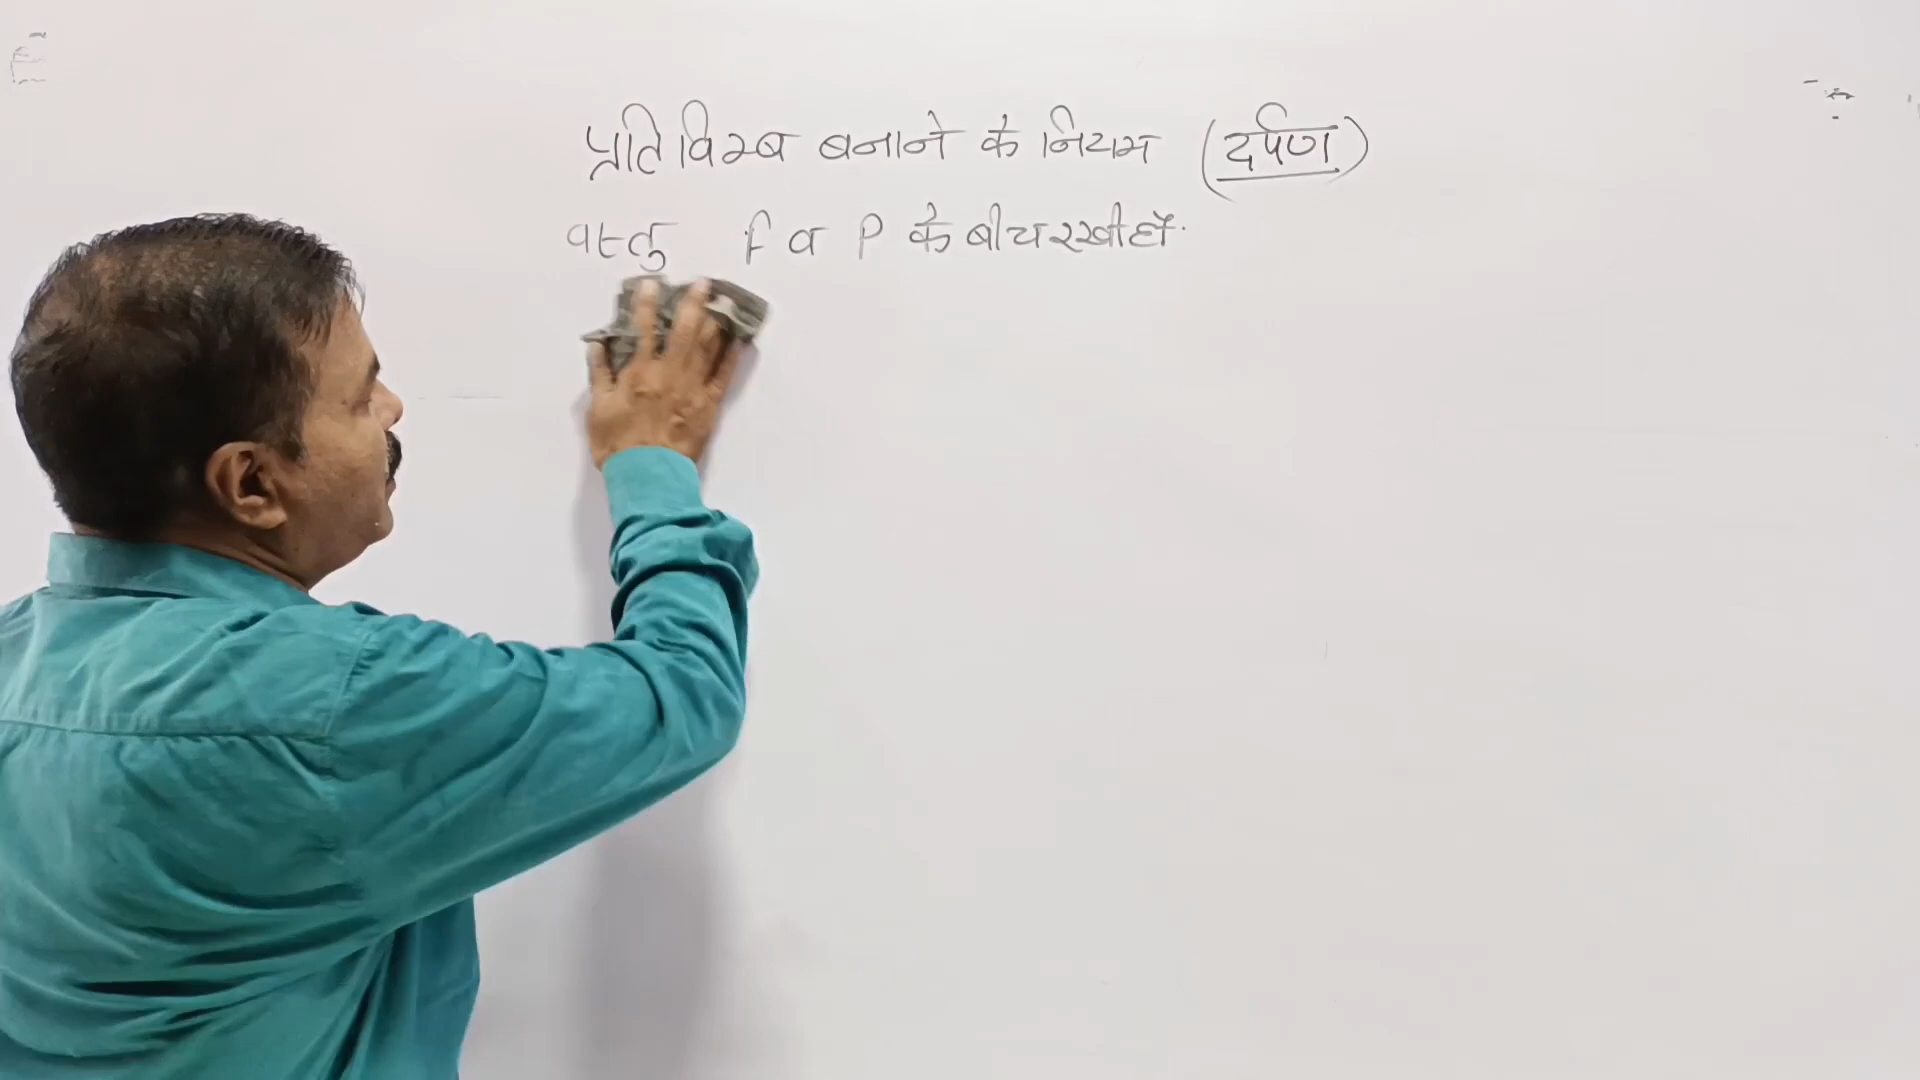 प्रतिविम्ब बनाने के नियम (दर्पण)
वस्तु F व P के बीच रखी हो.